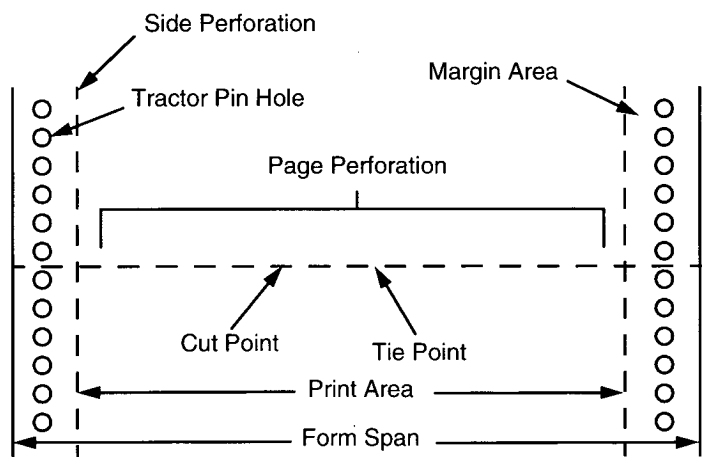 Side Perforation
Margin Area
Tractor Pin Hole
Page Perforation
Cut Point
Tie Point
Print Area
Form Span